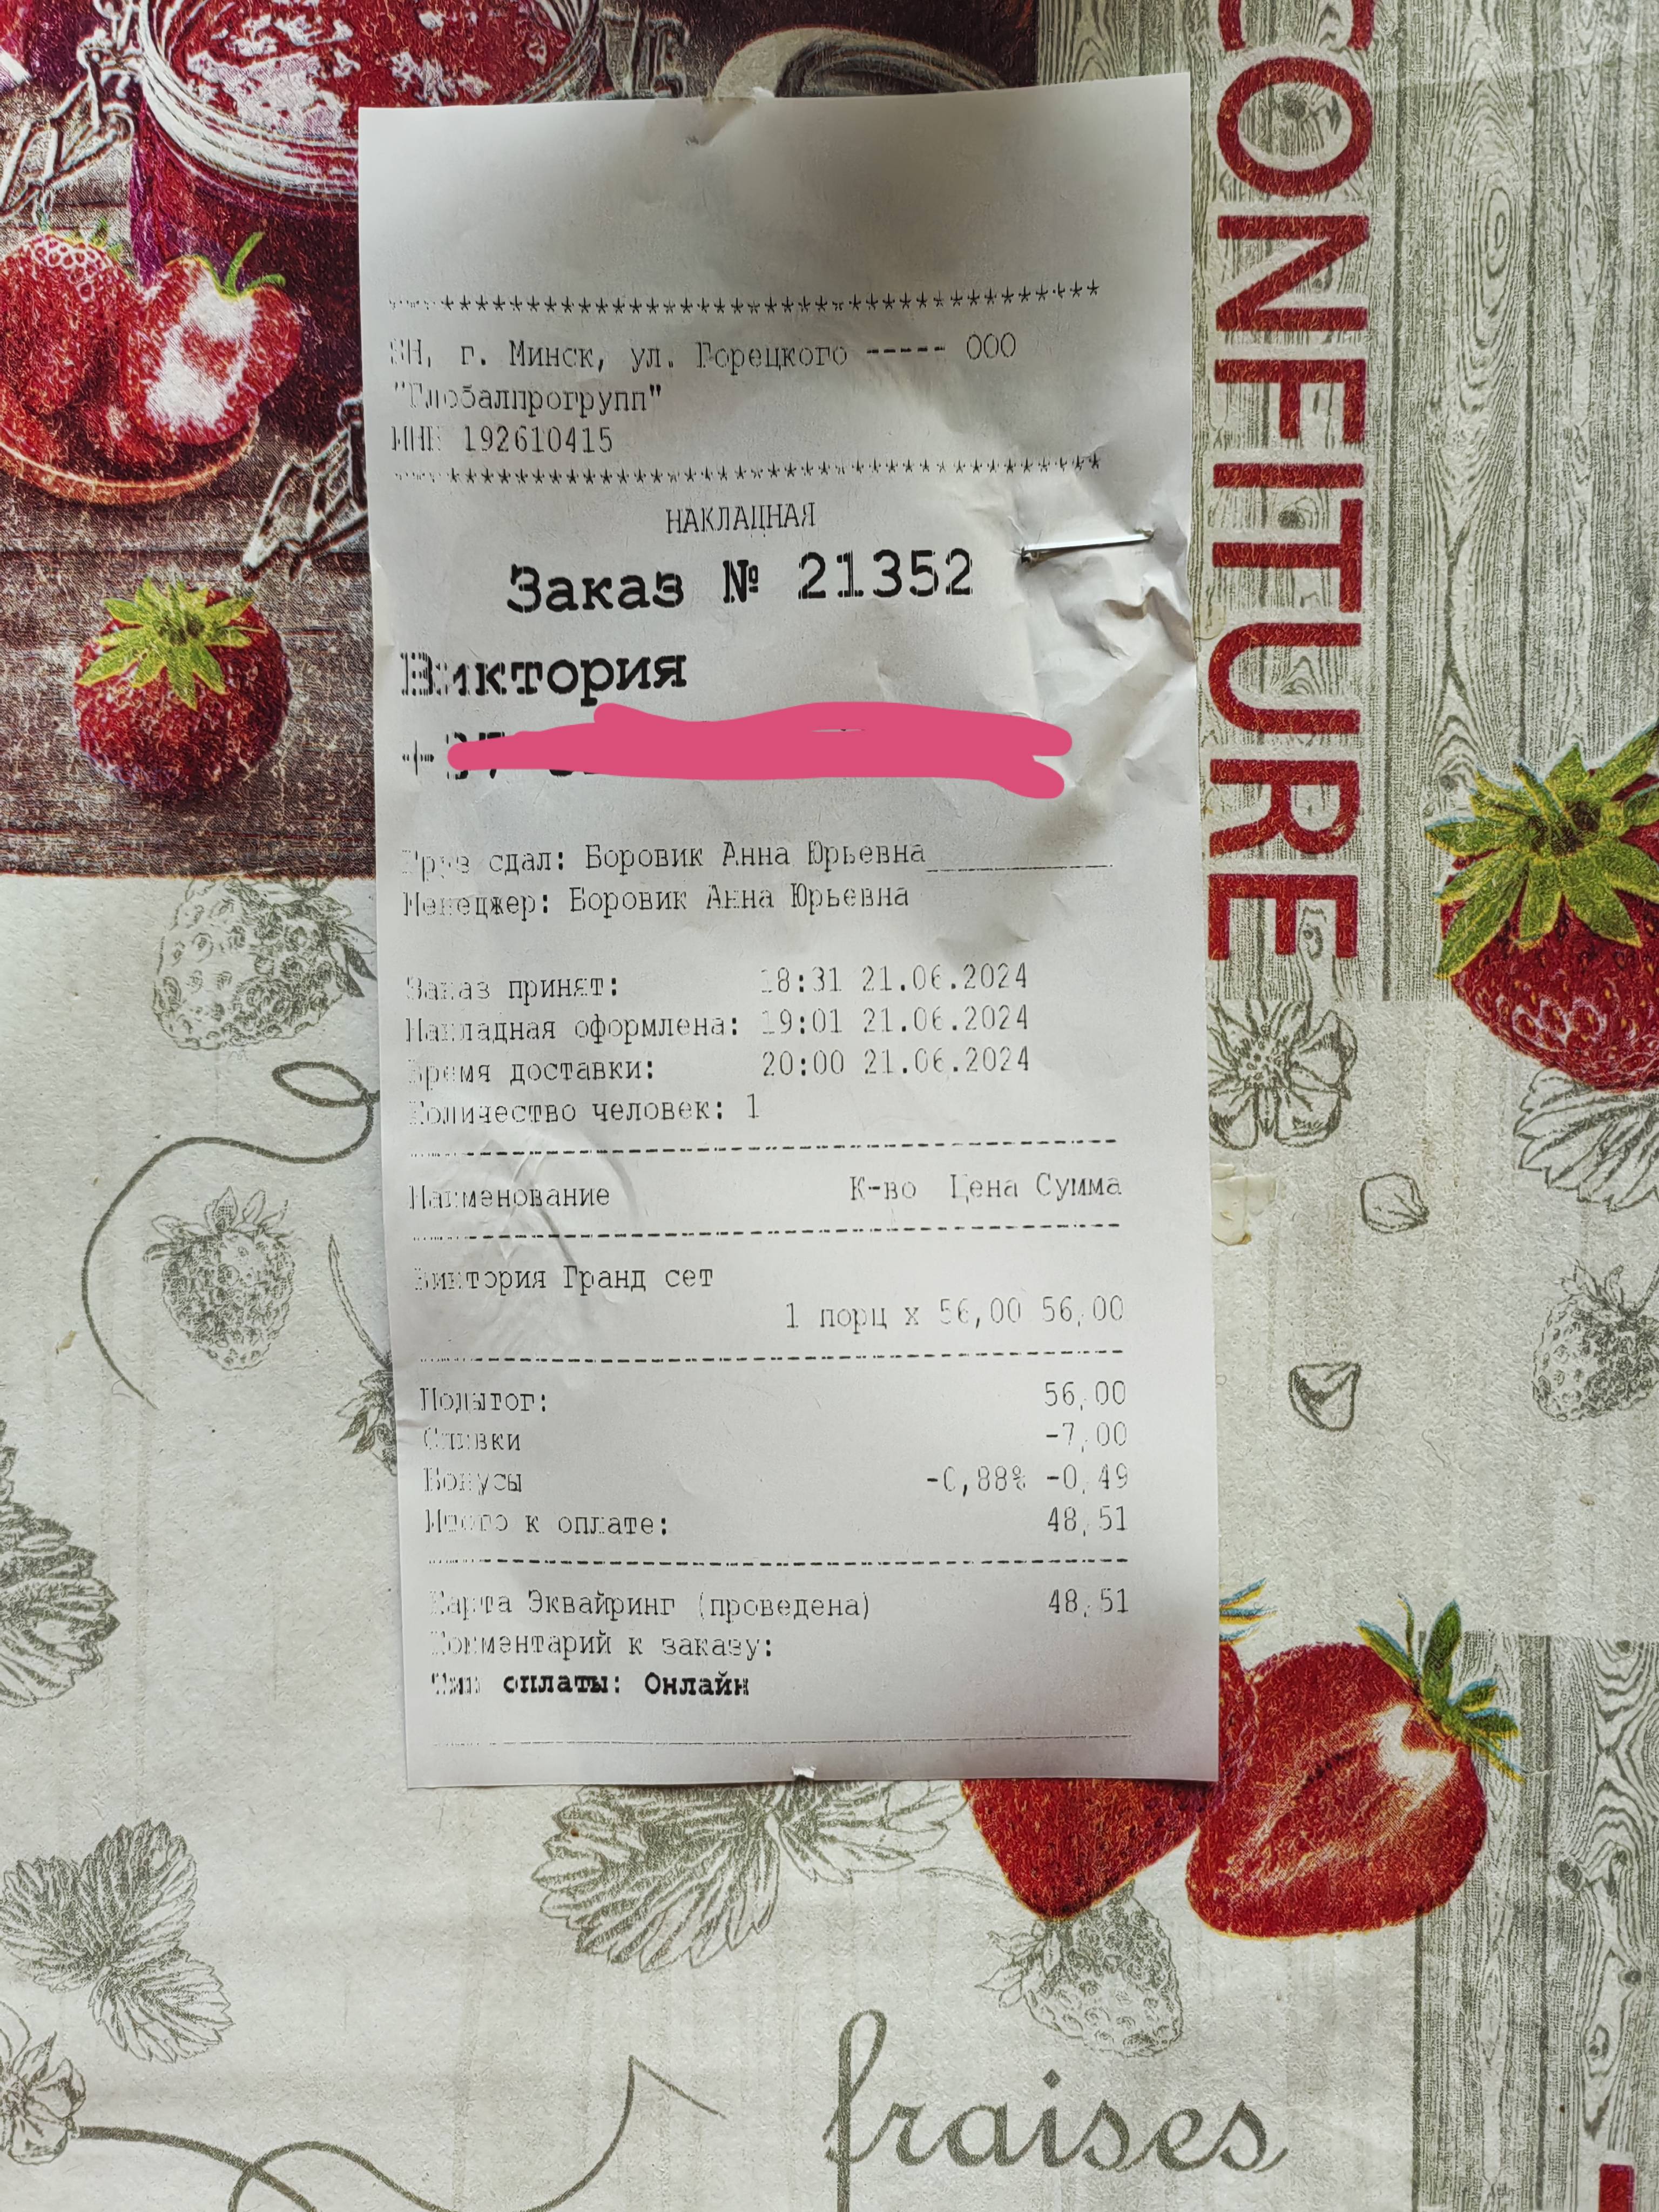 *******************************************
SH, г. Минск, ул. Горецкого ----- ООО
"Глобалпрогрупп"
ИНН 192610415
*******************************************
НАКЛАДНАЯ
Заказ № 21352
Виктория
Груз сдал: Боровик Анна Юрьевна____________
Менеджер: Боровик Анна Юрьевна
Заказ принят: 18:31 21.06.2024
Накладная оформлена: 19:01 21.06.2024
Время доставки: 20:00 21.06.2024
Количество человек: 1
Наименование К-во Цена Сумма
Виктория Гранд сет
1 порц x 56,00 56,00
Подытог: 56,00
Сливки -7,00
Бонусы -0,88% -0,49
Итого к оплате: 48,51
Карта Эквайринг (проведена) 48,51
Комментарий к заказу:
Тип оплаты: Онлайн
CONFITURE
fraises